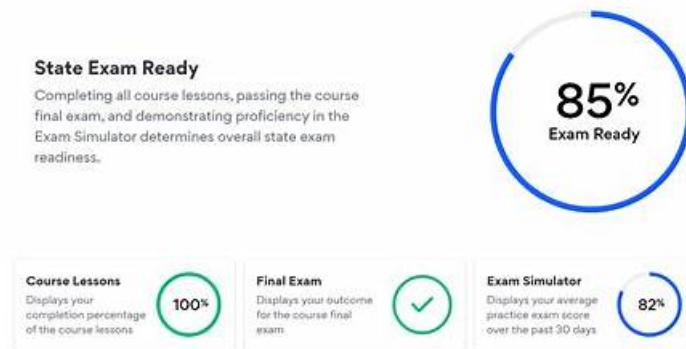 State Exam Ready
Completing all course lessons, passing the course
final exam, and demonstrating proficiency in the
Exam Simulator determines overall state exam
readiness.
85%
Exam Ready
Course Lessons
Displays your
completion percentage
of the course lessons
100%
Final Exam
Displays your outcome
for the course final
exam
Exam Simulator
Displays your average
practice exam score
over the past 30 days
82%